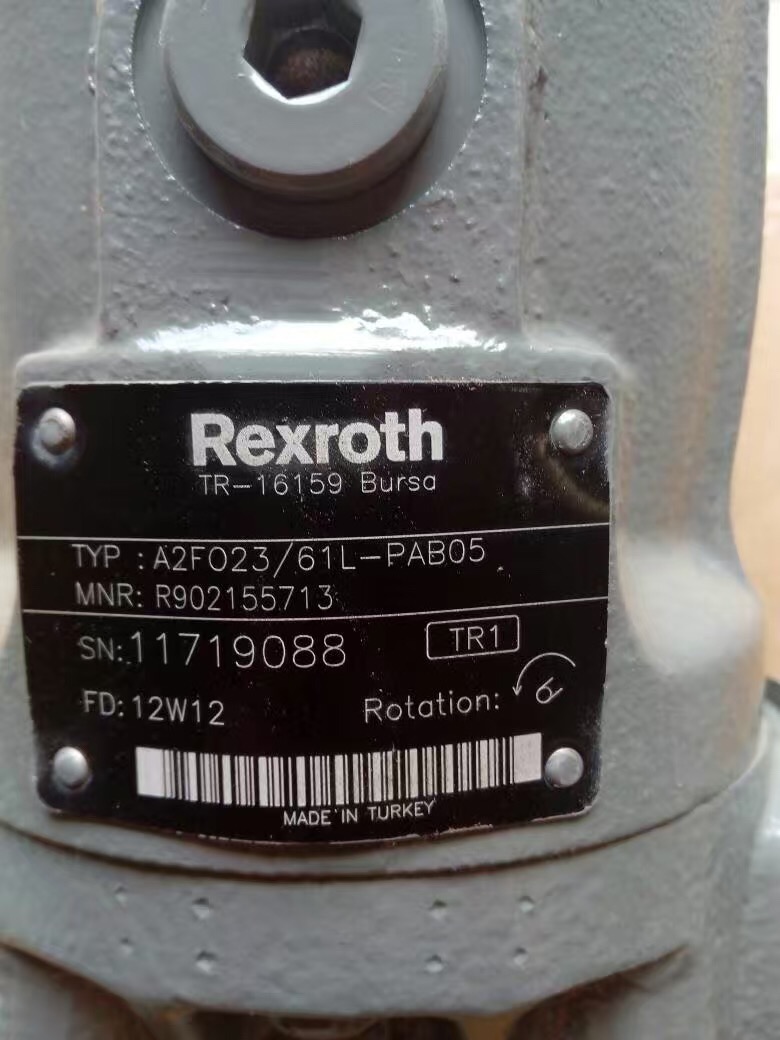 Rexroth
TR-16159 Bursa
TYP : A2FO23/61L-PAB05
MNR: R902155713
SN: 11719088 TR1
FD: 12W12 Rotation:
MADE IN TURKEY